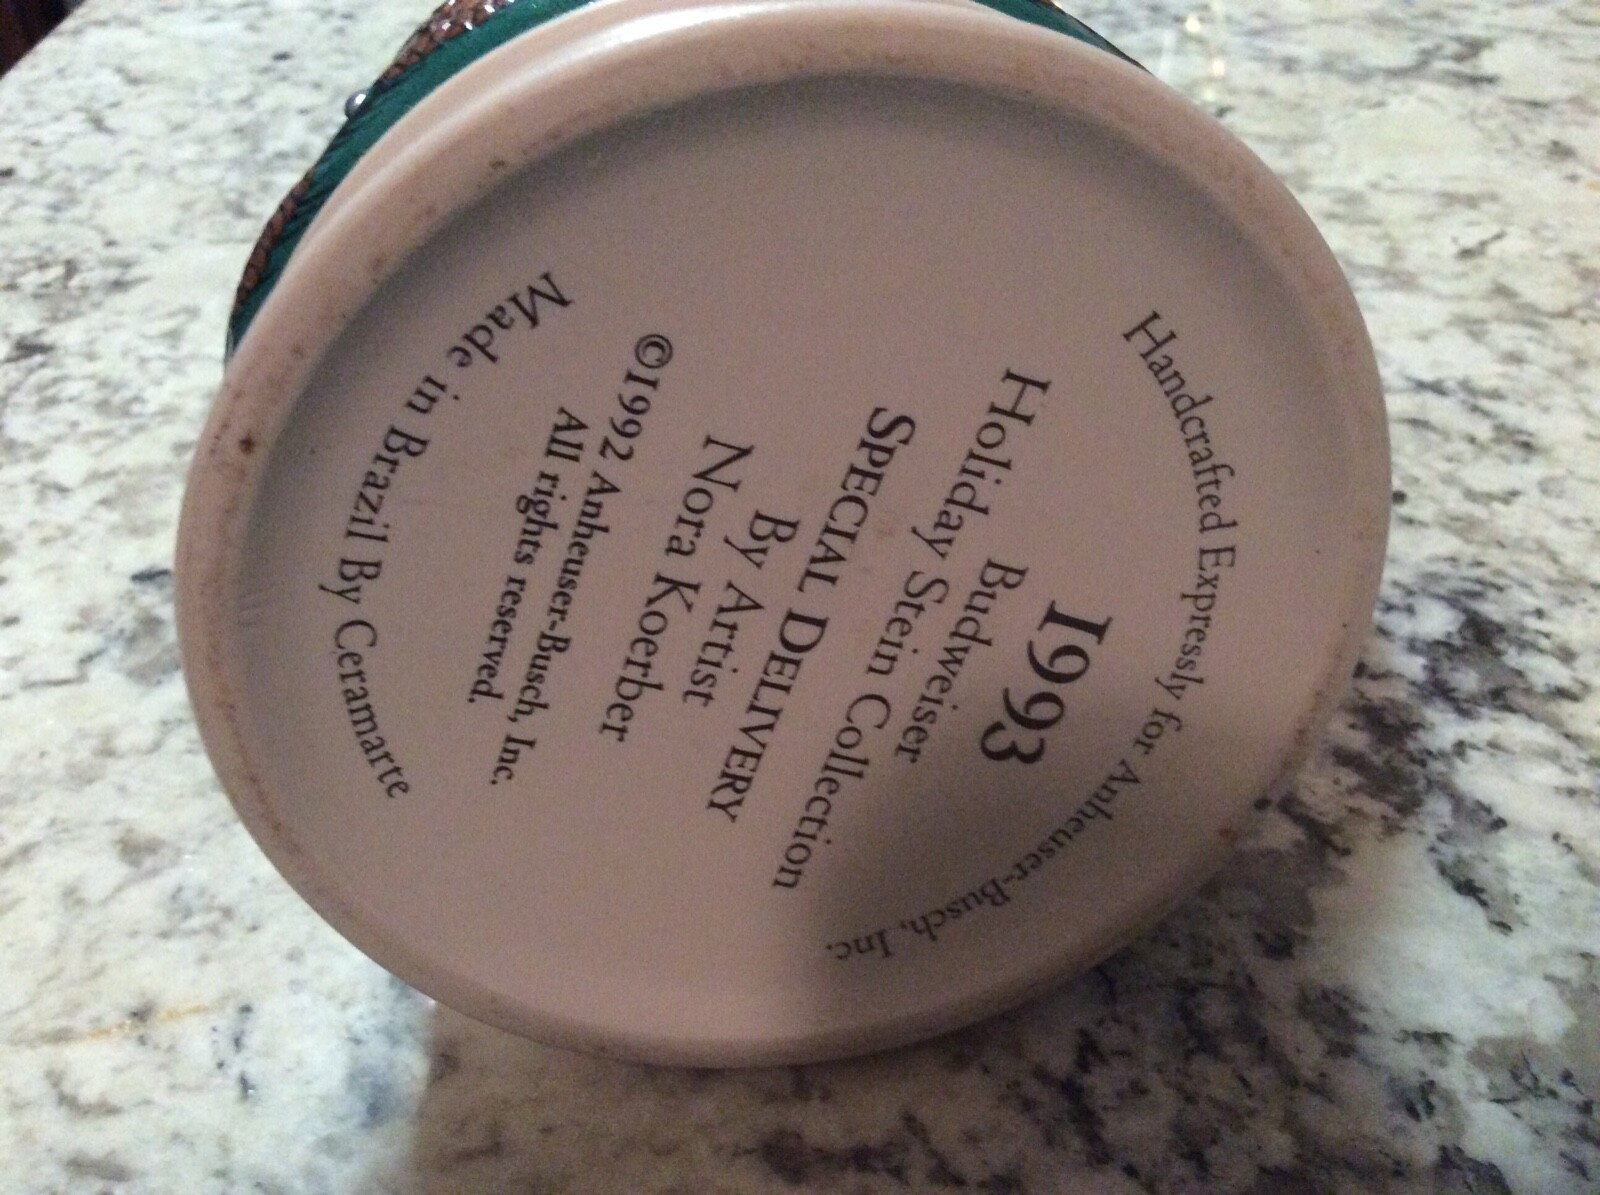 Handcrafted Expressly for Anheuser-Busch, Inc.
1993
Budweiser
Holiday Stein Collection
SPECIAL DELIVERY
By Artist
Nora Koerber
©1992 Anheuser-Busch, Inc.
All rights reserved.
Made in Brazil By Ceramarte